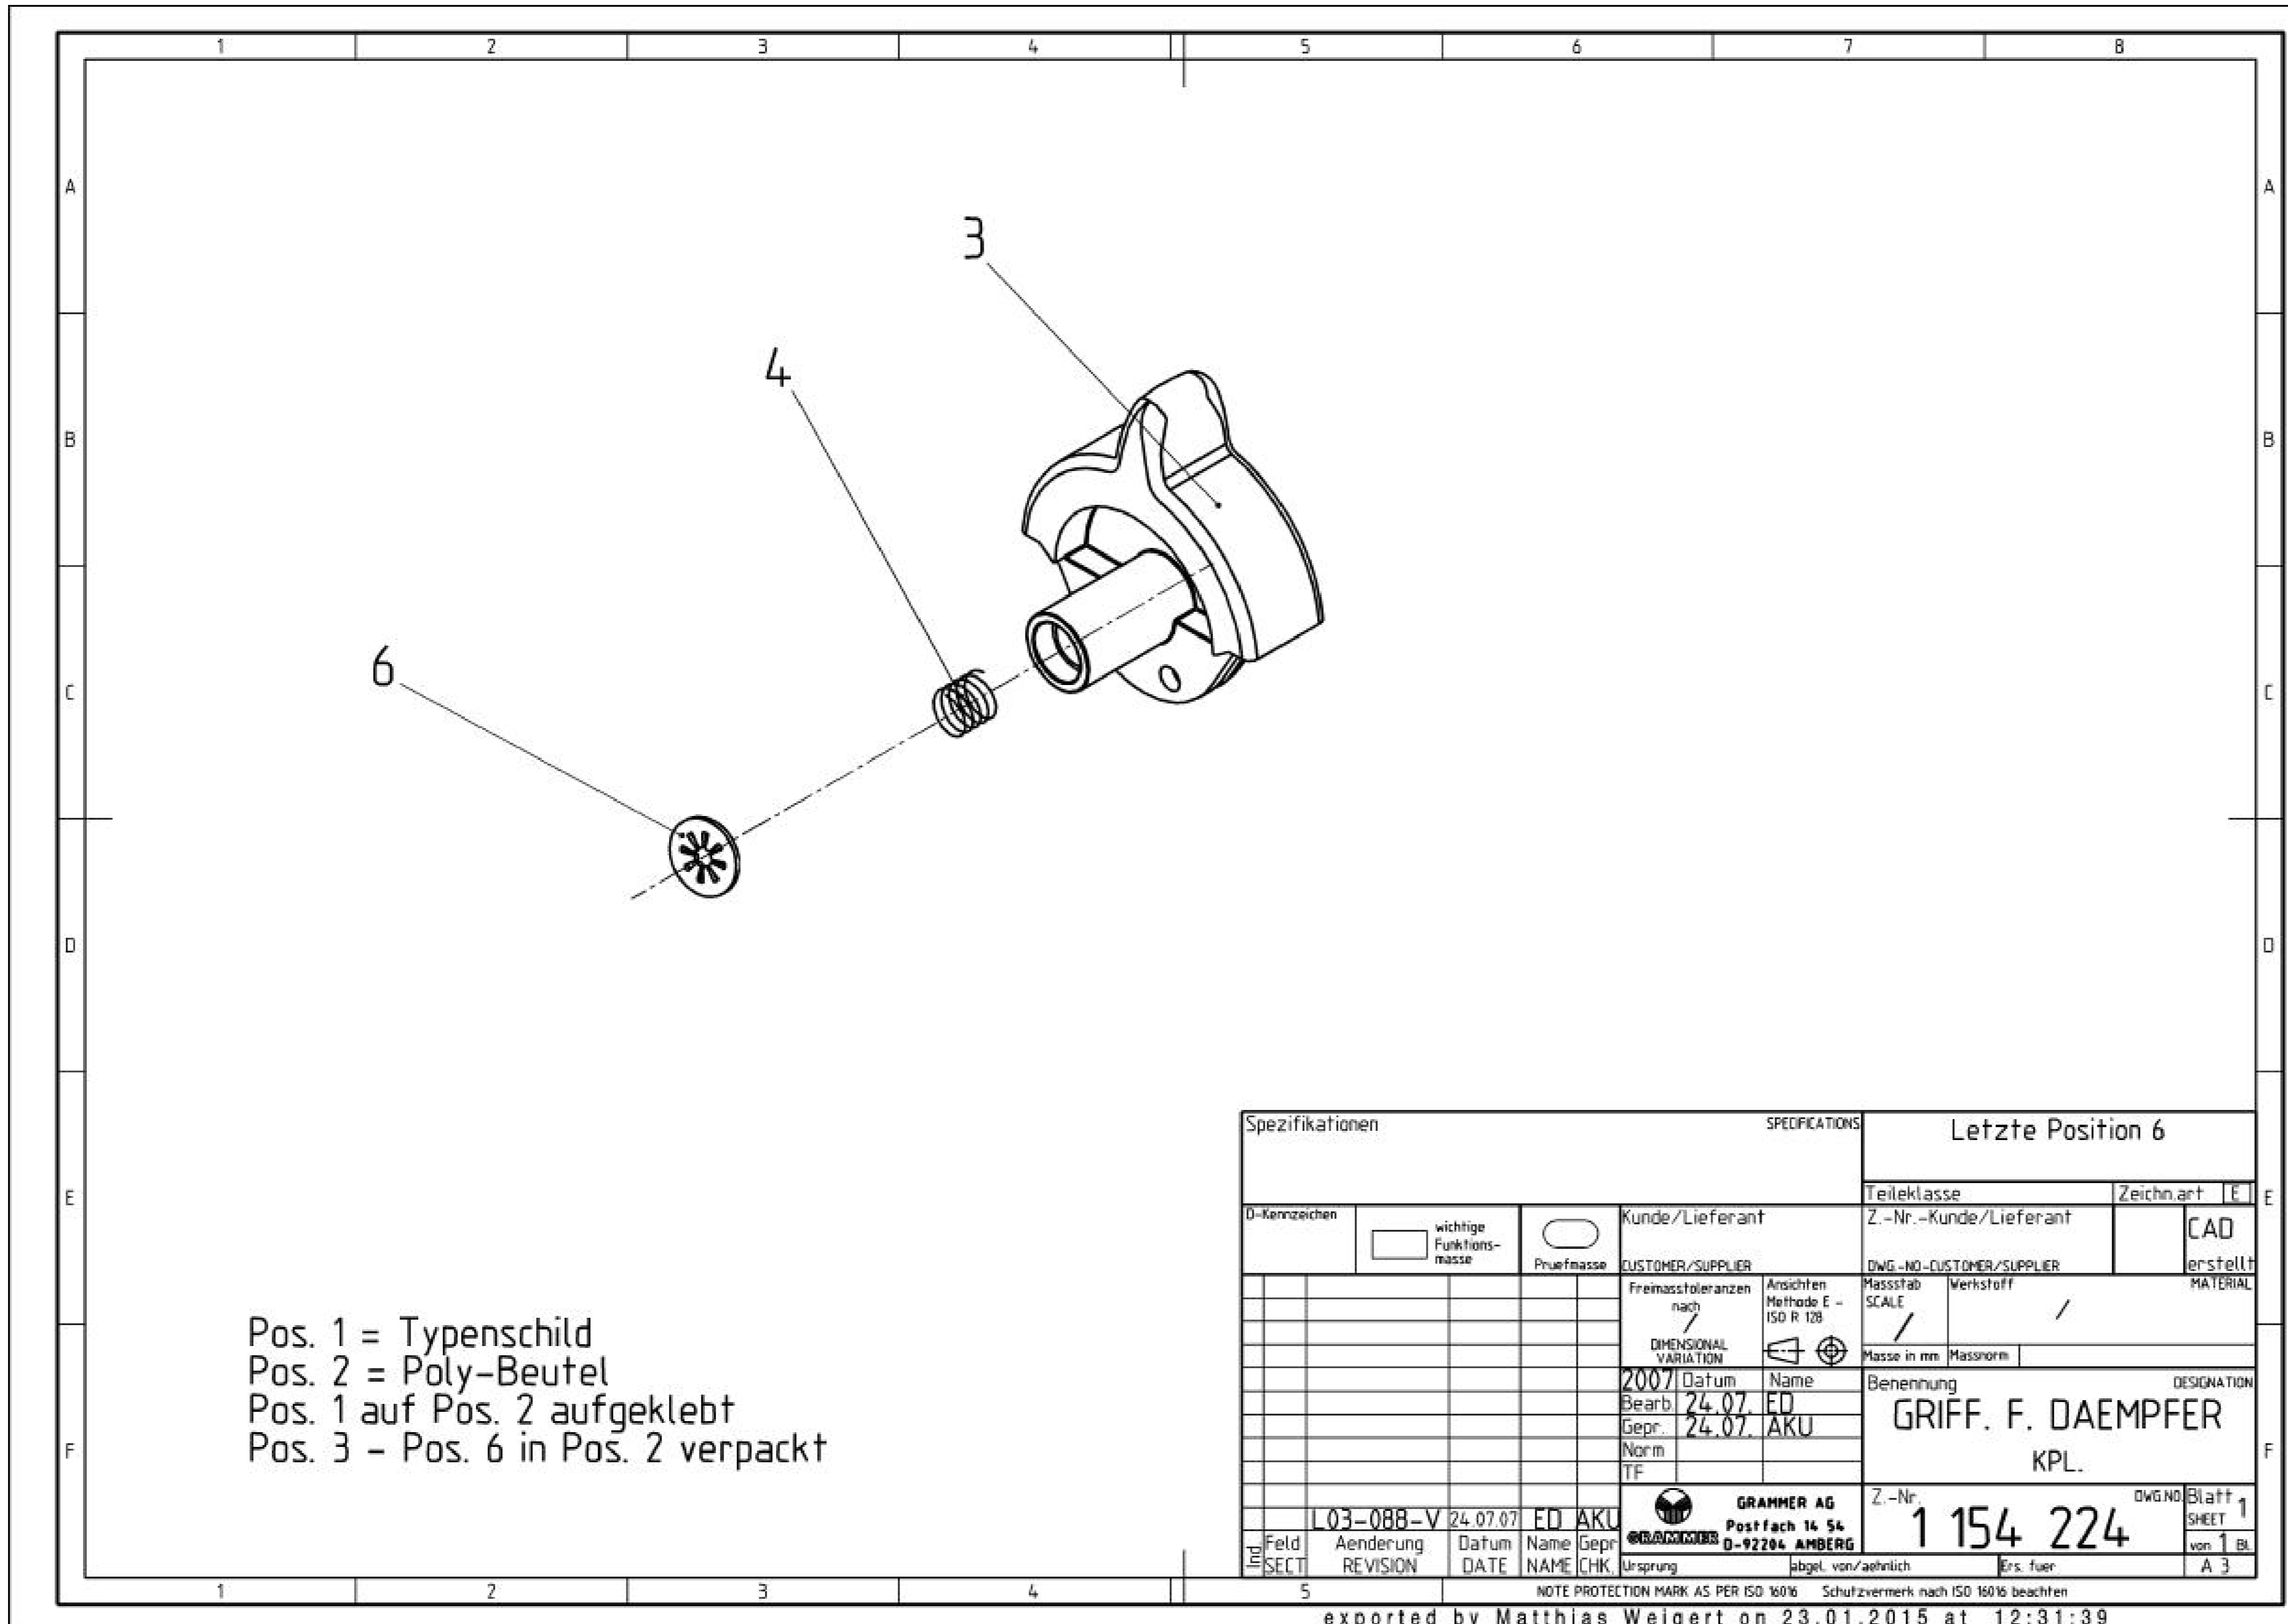 1 2 3 4 5 6 7 8
A A
B B
C C
D D
E E
F F
3
4
6
Pos. 1 = Typenschild
Pos. 2 = Poly-Beutel
Pos. 1 auf Pos. 2 aufgeklebt
Pos. 3 - Pos. 6 in Pos. 2 verpackt
Spezifikationen SPECIFICATIONS
Letzte Position 6
Teileklasse Zeichn.art E
D-Kennzeichen
wichtige
Funktions-
masse
Pruefmasse
Kunde/Lieferant
CUSTOMER/SUPPLIER
Z.-Nr.-Kunde/Lieferant
DWG.-NO-CUSTOMER/SUPPLIER
CAD
erstellt
Freimasstoleranzen
nach
/
DIMENSIONAL
VARIATION
Ansichten
Methode E -
ISO R 128
Massstab
SCALE
/
Werkstoff MATERIAL
/
Masse in mm Massnorm
2007 Datum Name
Bearb. 24.07. ED
Gepr. 24.07. AKU
Norm
TF
Benennung DESIGNATION
GRIFF. F. DAEMPFER
KPL.
L03-088-V 24.07.07 ED AKU
Ind. Feld Aenderung Datum Name Gepr
SECT REVISION DATE NAME CHK.
GRAMMER
GRAMMER AG
Postfach 14 54
D-92204 AMBERG
Z.-Nr. DWG.NO.
1 154 224
Blatt 1
SHEET
von 1 Bl.
Ursprung abgel. von/aehnlich Ers. fuer A 3
1 2 3 4 5
NOTE PROTECTION MARK AS PER ISO 16016 Schutzvermerk nach ISO 16016 beachten
exported by Matthias Weigert on 23.01.2015 at 12:31:39